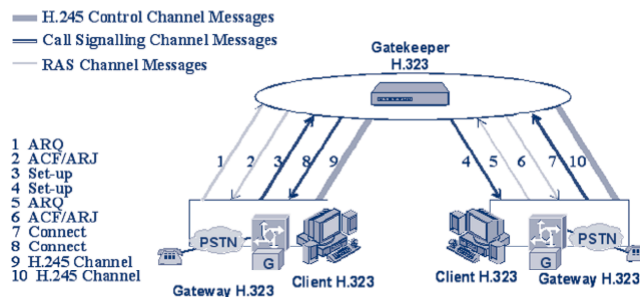 H.245 Control Channel Messages
Call Signalling Channel Messages
RAS Channel Messages
Gatekeeper
H.323
1 ARQ
2 ACF/ARJ
3 Set-up
4 Set-up
5 ARQ
6 ACF/ARJ
7 Connect
8 Connect
9 H.245 Channel
10 H.245 Channel
1 2 3 8 9 4 5 6 7 10
PSTN
G
Client H.323
Gateway H.323
PSTN
G
Client H.323
Gateway H.323